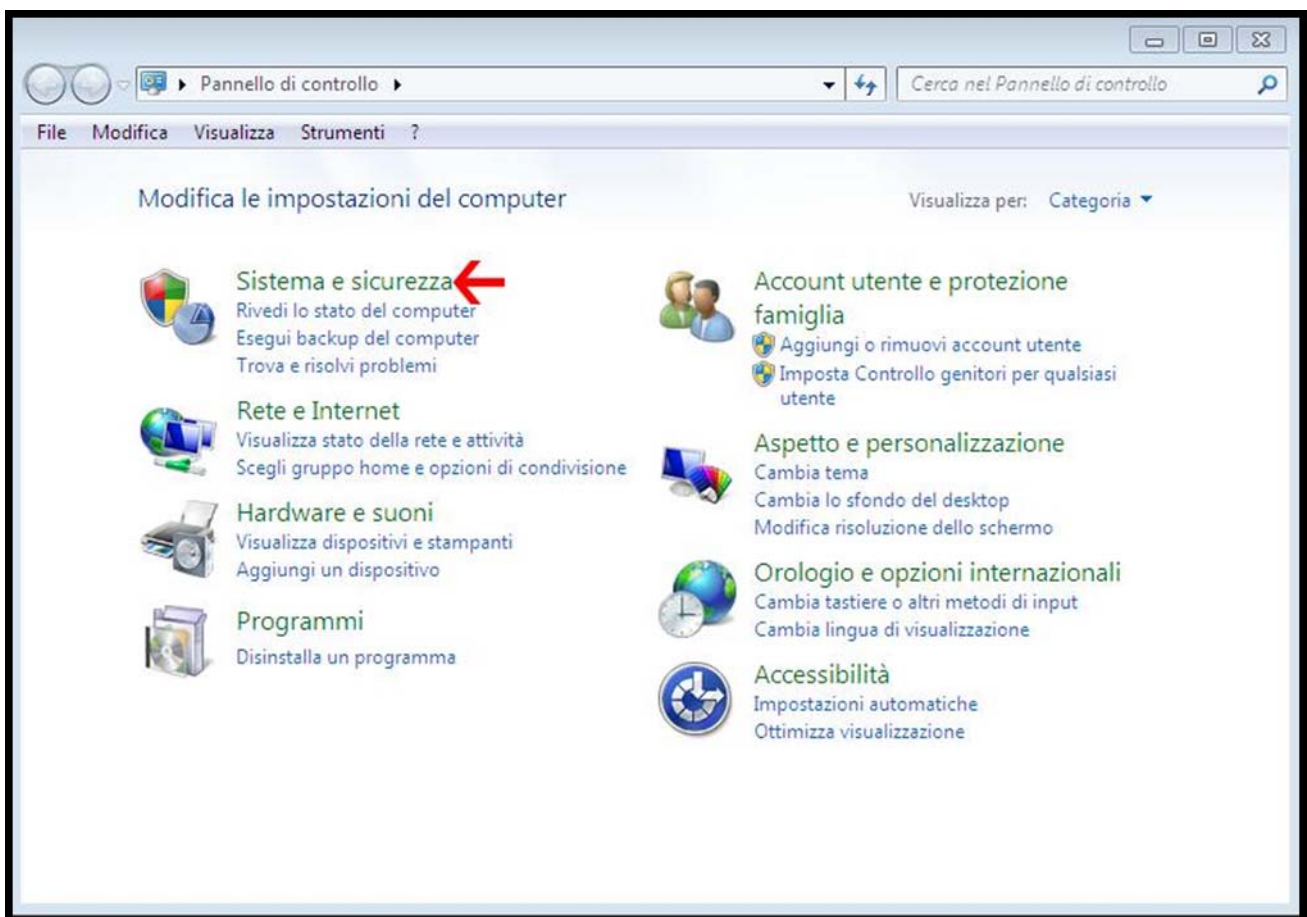 Pannello di controllo
Cerca nel Pannello di controllo
File Modifica Visualizza Strumenti ?
Modifica le impostazioni del computer
Visualizza per: Categoria
Sistema e sicurezza
Rivedi lo stato del computer
Esegui backup del computer
Trova e risolvi problemi
Rete e Internet
Visualizza stato della rete e attività
Scegli gruppo home e opzioni di condivisione
Hardware e suoni
Visualizza dispositivi e stampanti
Aggiungi un dispositivo
Programmi
Disinstalla un programma
Account utente e protezione
famiglia
Aggiungi o rimuovi account utente
Imposta Controllo genitori per qualsiasi
utente
Aspetto e personalizzazione
Cambia tema
Cambia lo sfondo del desktop
Modifica risoluzione dello schermo
Orologio e opzioni internazionali
Cambia tastiere o altri metodi di input
Cambia lingua di visualizzazione
Accessibilità
Impostazioni automatiche
Ottimizza visualizzazione